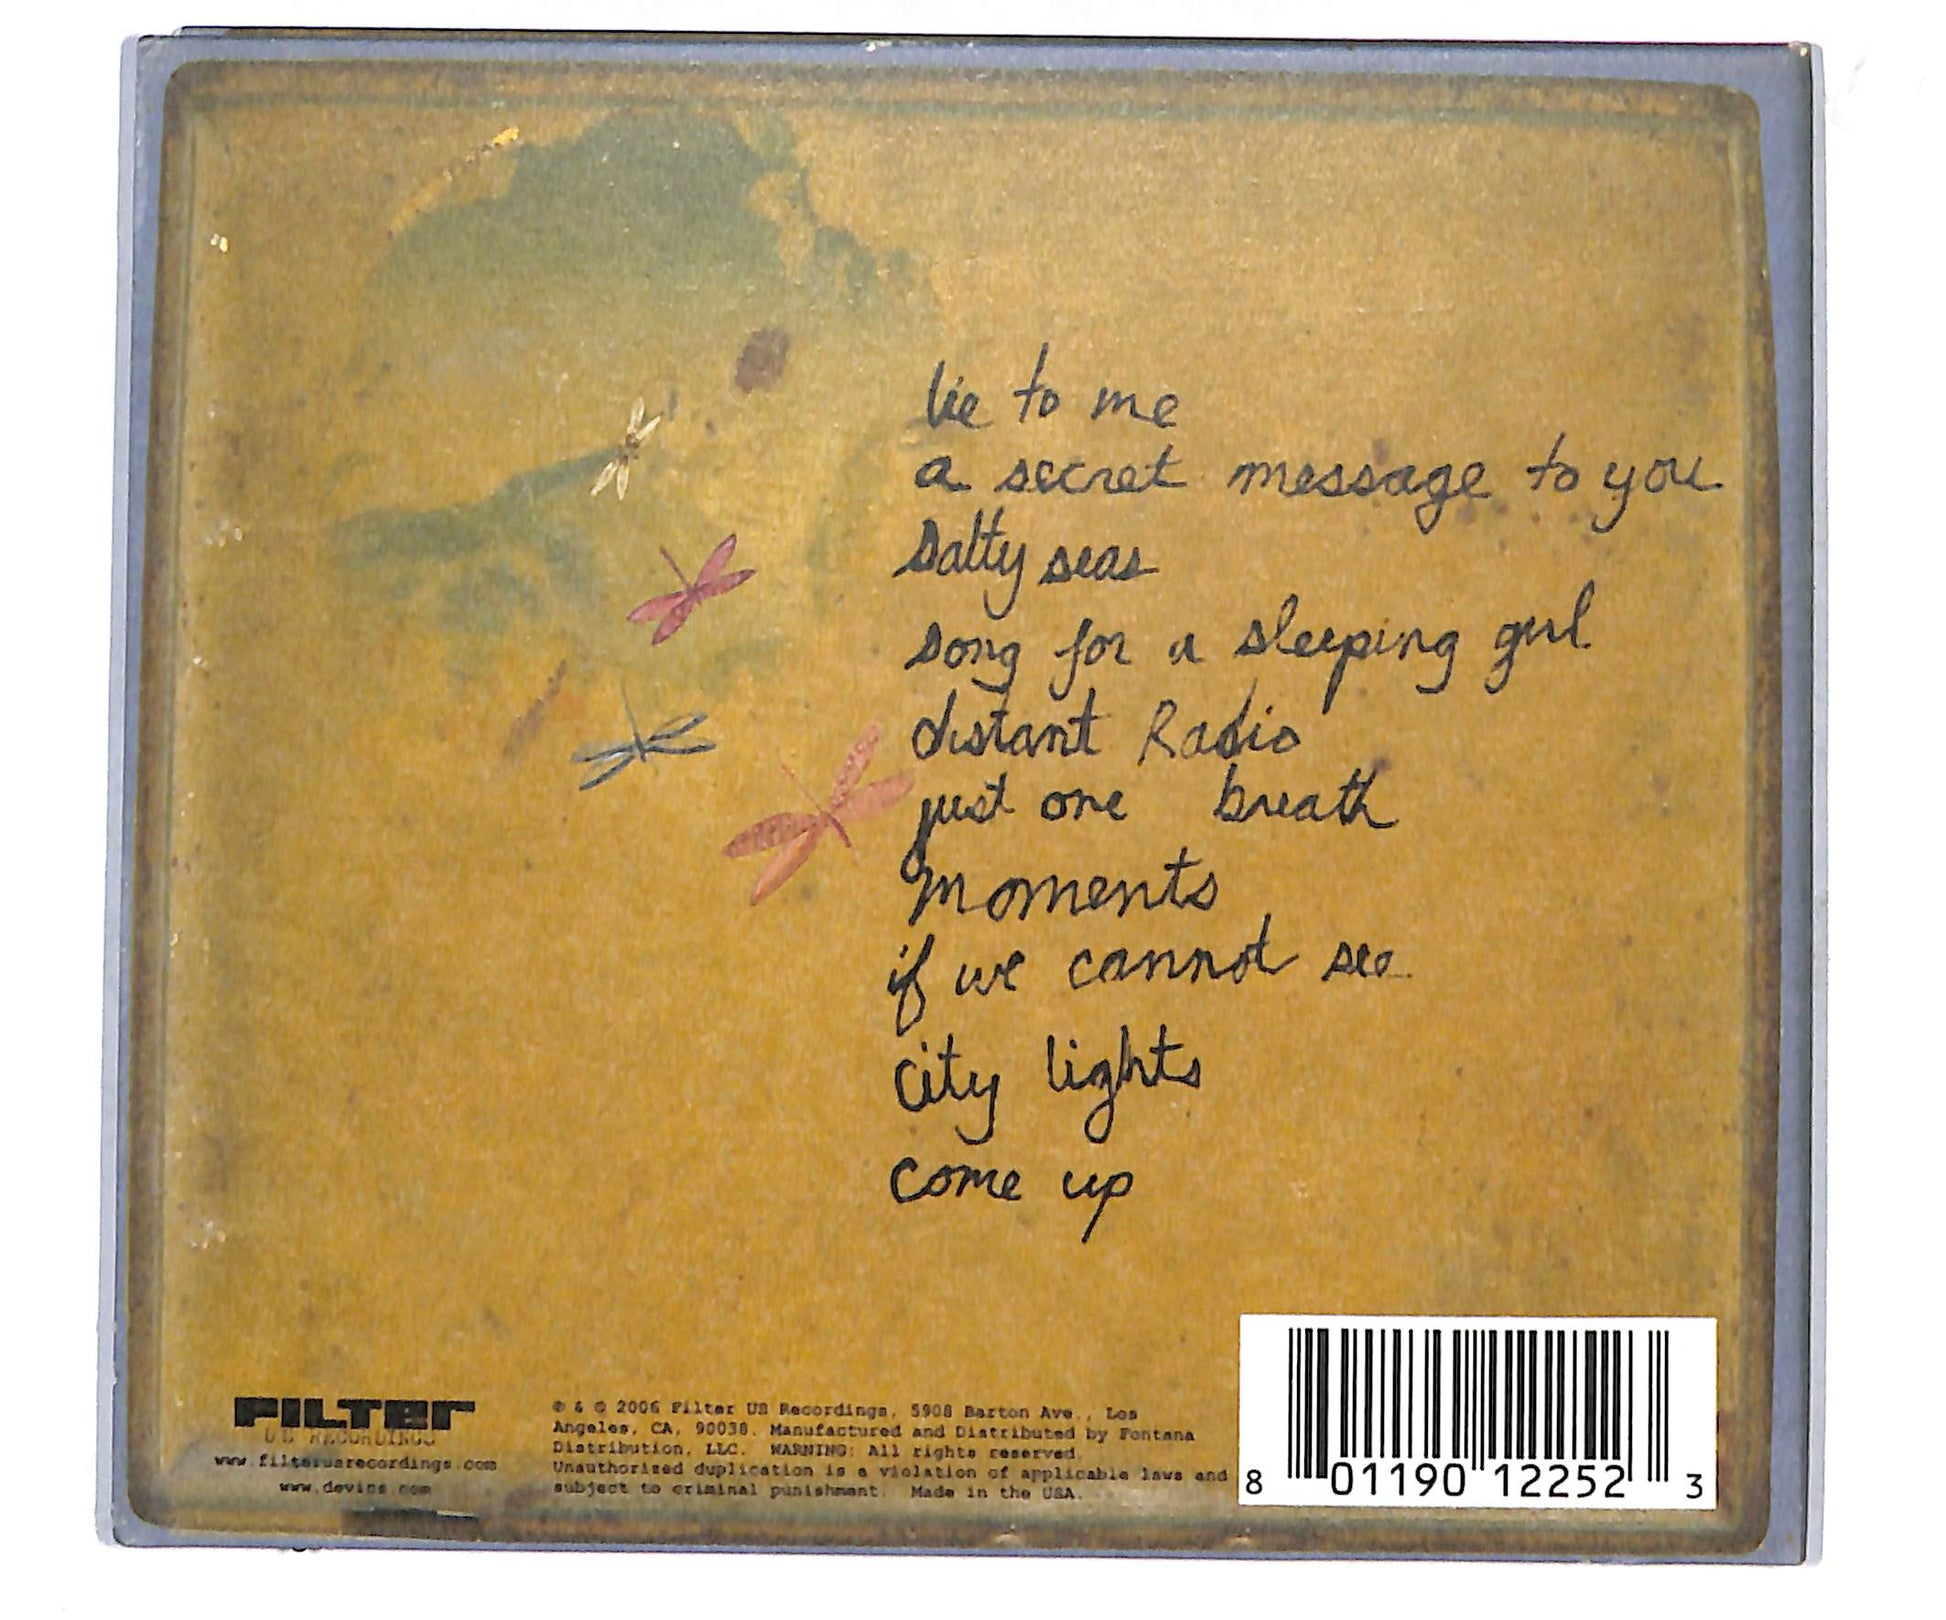 lie to me
a secret message to you
salty seas
song for a sleeping girl
distant Radio
just one breath
moments
if we cannot see
city lights
come up
FILTER
US RECORDINGS
www.filterusrecordings.com
www.devics.com
℗ & © 2006 Filter US Recordings, 5908 Barton Ave., Los
Angeles, CA, 90038. Manufactured and Distributed by Fontana
Distribution, LLC. WARNING: All rights reserved.
Unauthorized duplication is a violation of applicable laws and
subject to criminal punishment. Made in the USA.
8 01190 12252 3